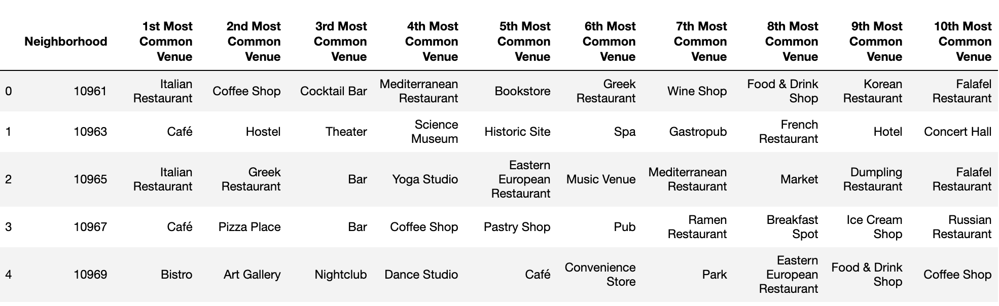 Neighborhood 1st Most Common Venue 2nd Most Common Venue 3rd Most Common Venue 4th Most Common Venue 5th Most Common Venue 6th Most Common Venue 7th Most Common Venue 8th Most Common Venue 9th Most Common Venue 10th Most Common Venue
0 10961 Italian Restaurant Coffee Shop Cocktail Bar Mediterranean Restaurant Bookstore Greek Restaurant Wine Shop Food & Drink Shop Korean Restaurant Falafel Restaurant
1 10963 Café Hostel Theater Science Museum Historic Site Spa Gastropub French Restaurant Hotel Concert Hall
2 10965 Italian Restaurant Greek Restaurant Bar Yoga Studio Eastern European Restaurant Music Venue Mediterranean Restaurant Market Dumpling Restaurant Falafel Restaurant
3 10967 Café Pizza Place Bar Coffee Shop Pastry Shop Pub Ramen Restaurant Breakfast Spot Ice Cream Shop Russian Restaurant
4 10969 Bistro Art Gallery Nightclub Dance Studio Café Convenience Store Park Eastern European Restaurant Food & Drink Shop Coffee Shop